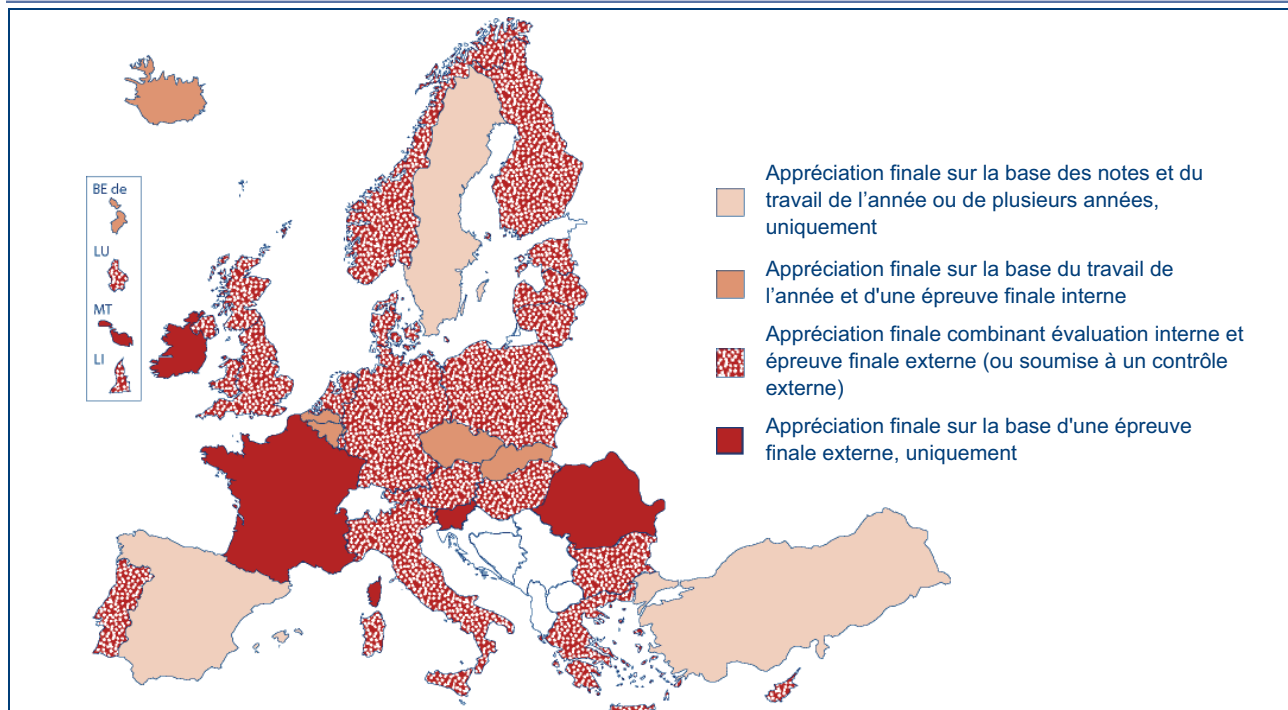 BE de
LU
MT
LI
Appréciation finale sur la base des notes et du
travail de l’année ou de plusieurs années,
uniquement
Appréciation finale sur la base du travail de
l’année et d'une épreuve finale interne
Appréciation finale combinant évaluation interne et
épreuve finale externe (ou soumise à un contrôle
externe)
Appréciation finale sur la base d'une épreuve
finale externe, uniquement